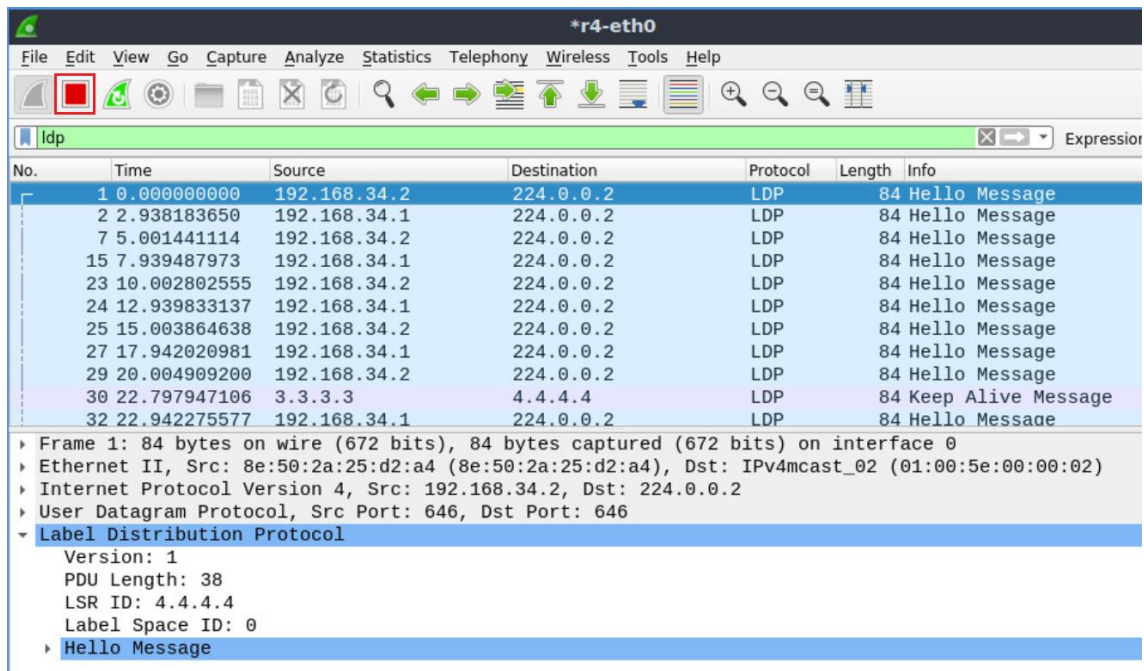 *r4-eth0
File Edit View Go Capture Analyze Statistics Telephony Wireless Tools Help
ldp Expression
No. Time Source Destination Protocol Length Info
1 0.000000000 192.168.34.2 224.0.0.2 LDP 84 Hello Message
2 2.938183650 192.168.34.1 224.0.0.2 LDP 84 Hello Message
7 5.001441114 192.168.34.2 224.0.0.2 LDP 84 Hello Message
15 7.939487973 192.168.34.1 224.0.0.2 LDP 84 Hello Message
23 10.002802555 192.168.34.2 224.0.0.2 LDP 84 Hello Message
24 12.939833137 192.168.34.1 224.0.0.2 LDP 84 Hello Message
25 15.003864638 192.168.34.2 224.0.0.2 LDP 84 Hello Message
27 17.942020981 192.168.34.1 224.0.0.2 LDP 84 Hello Message
29 20.004909200 192.168.34.2 224.0.0.2 LDP 84 Hello Message
30 22.797947106 3.3.3.3 4.4.4.4 LDP 84 Keep Alive Message
32 22.942275577 192.168.34.1 224.0.0.2 LDP 84 Hello Message
Frame 1: 84 bytes on wire (672 bits), 84 bytes captured (672 bits) on interface 0
Ethernet II, Src: 8e:50:2a:25:d2:a4 (8e:50:2a:25:d2:a4), Dst: IPv4mcast_02 (01:00:5e:00:00:02)
Internet Protocol Version 4, Src: 192.168.34.2, Dst: 224.0.0.2
User Datagram Protocol, Src Port: 646, Dst Port: 646
Label Distribution Protocol
Version: 1
PDU Length: 38
LSR ID: 4.4.4.4
Label Space ID: 0
Hello Message